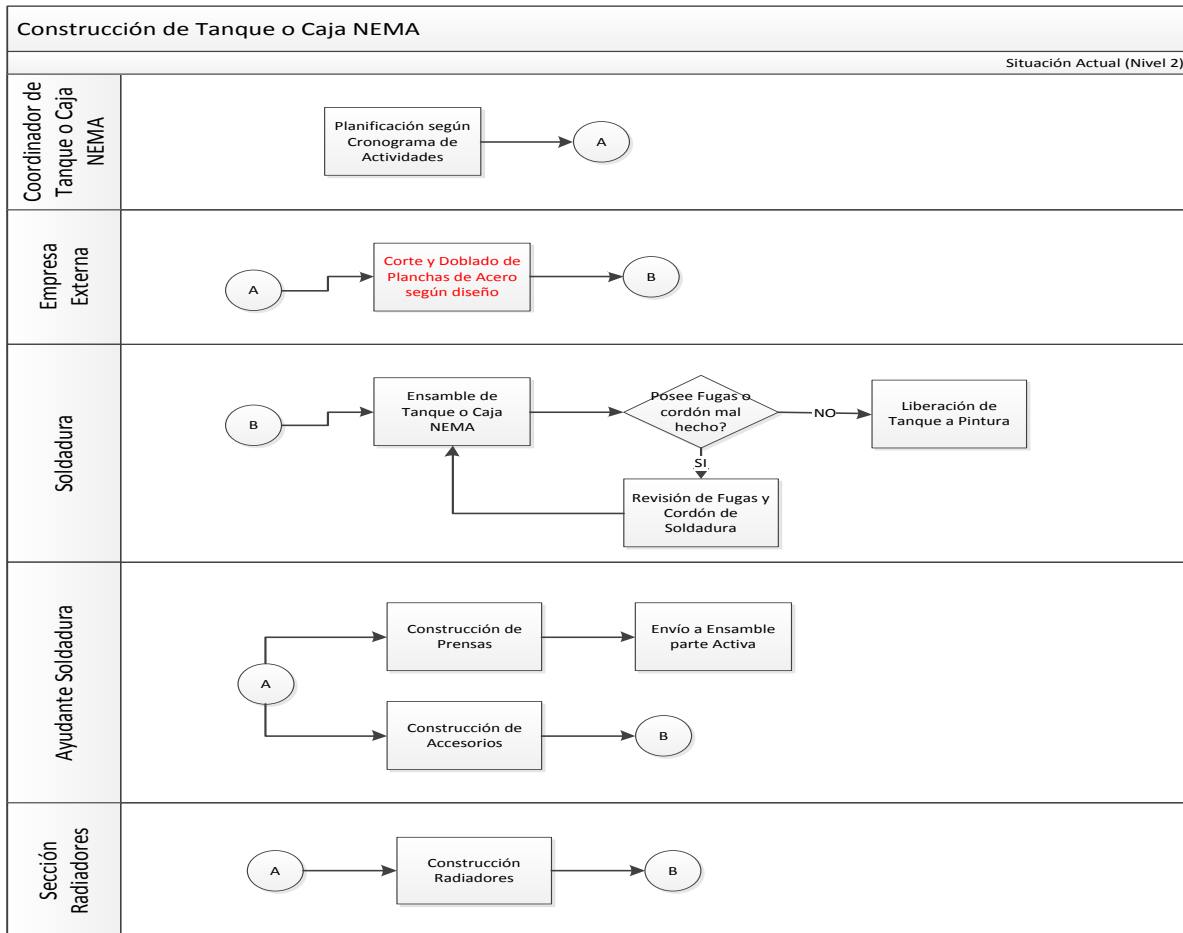 Construcción de Tanque o Caja NEMA
Situación Actual (Nivel 2)
Coordinador de
Tanque o Caja
NEMA
Planificación según
Cronograma de
Actividades
A
Empresa
Externa
A
Corte y Doblado de
Planchas de Acero
según diseño
B
Soldadura
B
Ensamble de
Tanque o Caja
NEMA
Posee Fugas o
cordón mal
hecho?
NO
Liberación de
Tanque a Pintura
SI
Revisión de Fugas y
Cordón de
Soldadura
Ayudante Soldadura
A
Construcción de
Prensas
Envío a Ensamble
parte Activa
Construcción de
Accesorios
B
Sección
Radiadores
A
Construcción
Radiadores
B